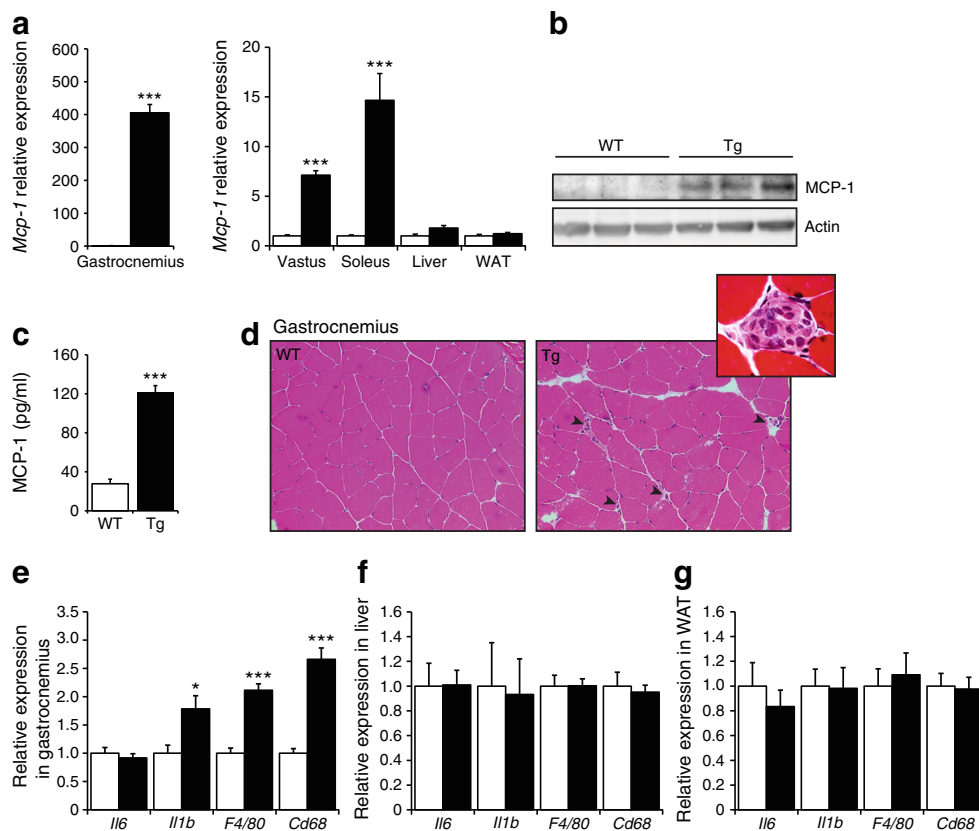 a
Mcp-1 relative expression
600
500
400
300
200
100
0
***
Gastrocnemius
Mcp-1 relative expression
20
15
10
5
0
***
***
Vastus Soleus Liver WAT
b
WT Tg
MCP-1
Actin
c
MCP-1 (pg/ml)
160
120
80
40
0
***
WT Tg
d
Gastrocnemius
WT
Tg
e
Relative expression
in gastrocnemius
3.5
3.0
2.5
2.0
1.5
1.0
0.5
0
*
***
***
Il6 Il1b F4/80 Cd68
f
Relative expression in liver
1.6
1.4
1.2
1.0
0.8
0.6
0.4
0.2
0
Il6 Il1b F4/80 Cd68
g
Relative expression in WAT
1.6
1.4
1.2
1.0
0.8
0.6
0.4
0.2
0
Il6 Il1b F4/80 Cd68